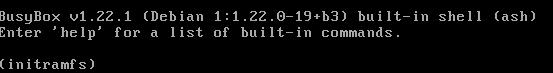 BusyBox v1.22.1 (Debian 1:1.22.0-19+b3) built-in shell (ash)
Enter 'help' for a list of built-in commands.
(initramfs)